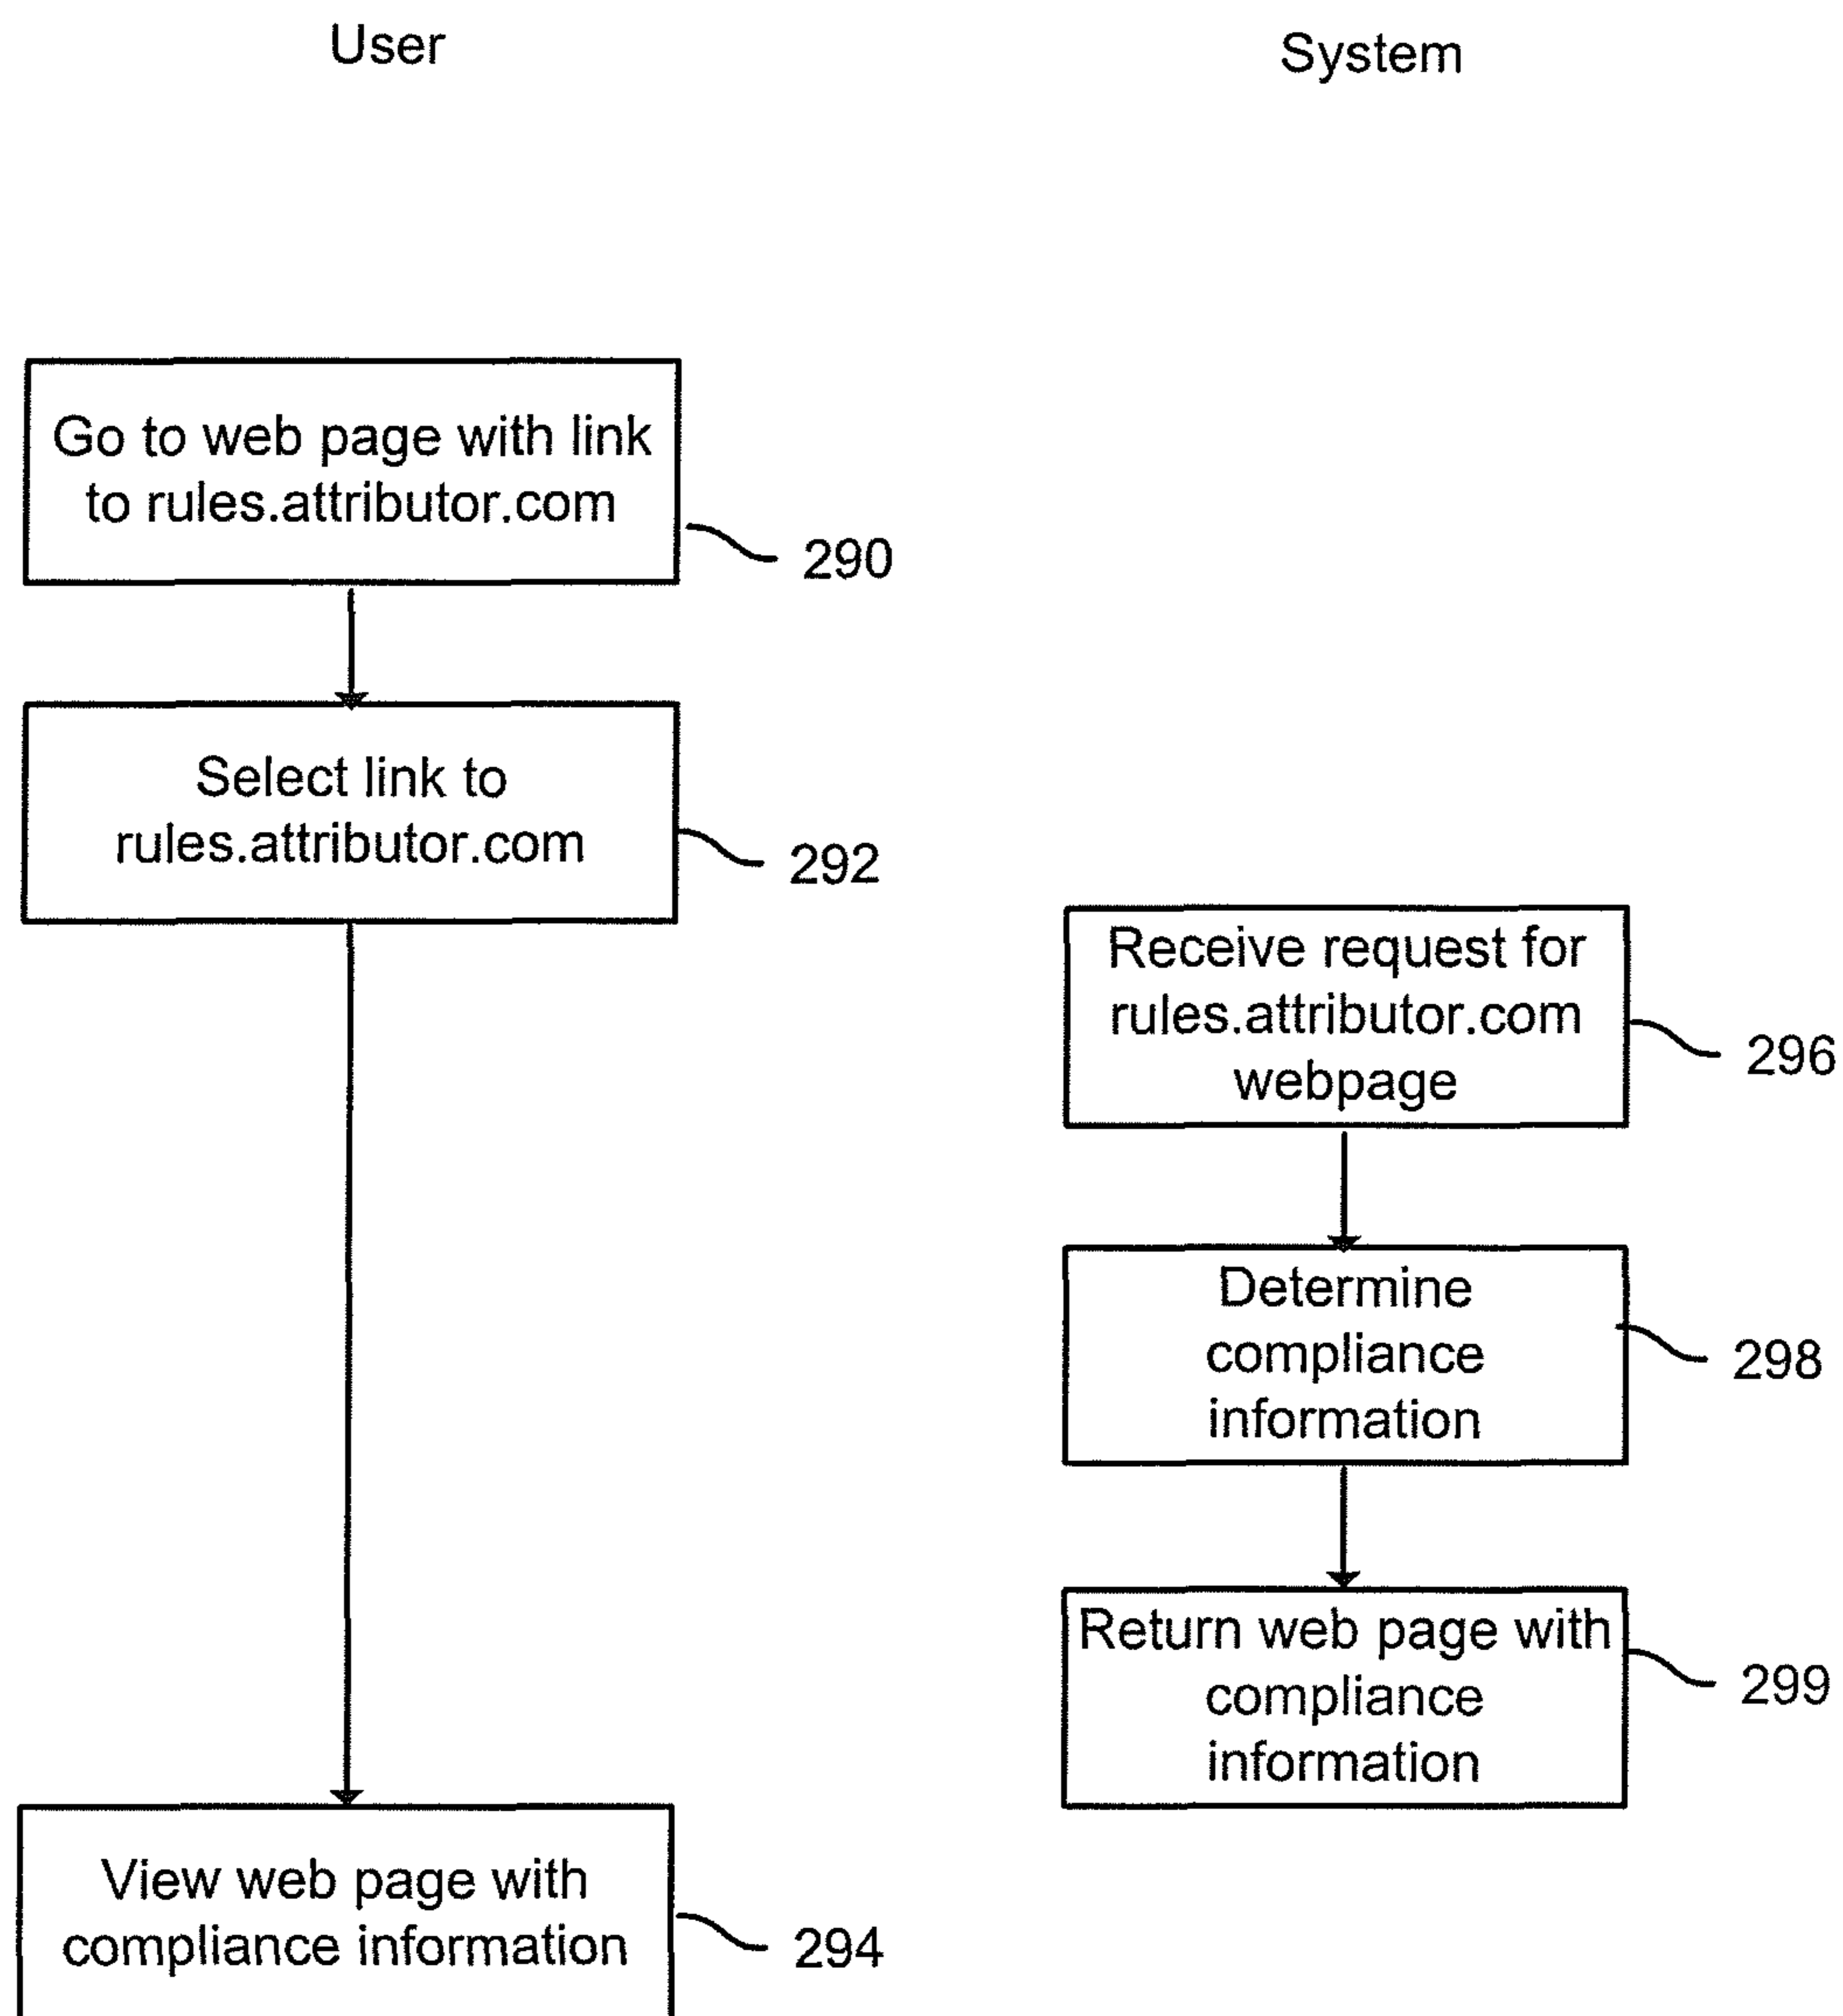 User
System
Go to web page with link
to rules.attributor.com
290
Select link to
rules.attributor.com
292
Receive request for
rules.attributor.com
webpage
296
Determine
compliance
information
298
Return web page with
compliance
information
299
View web page with
compliance information
294